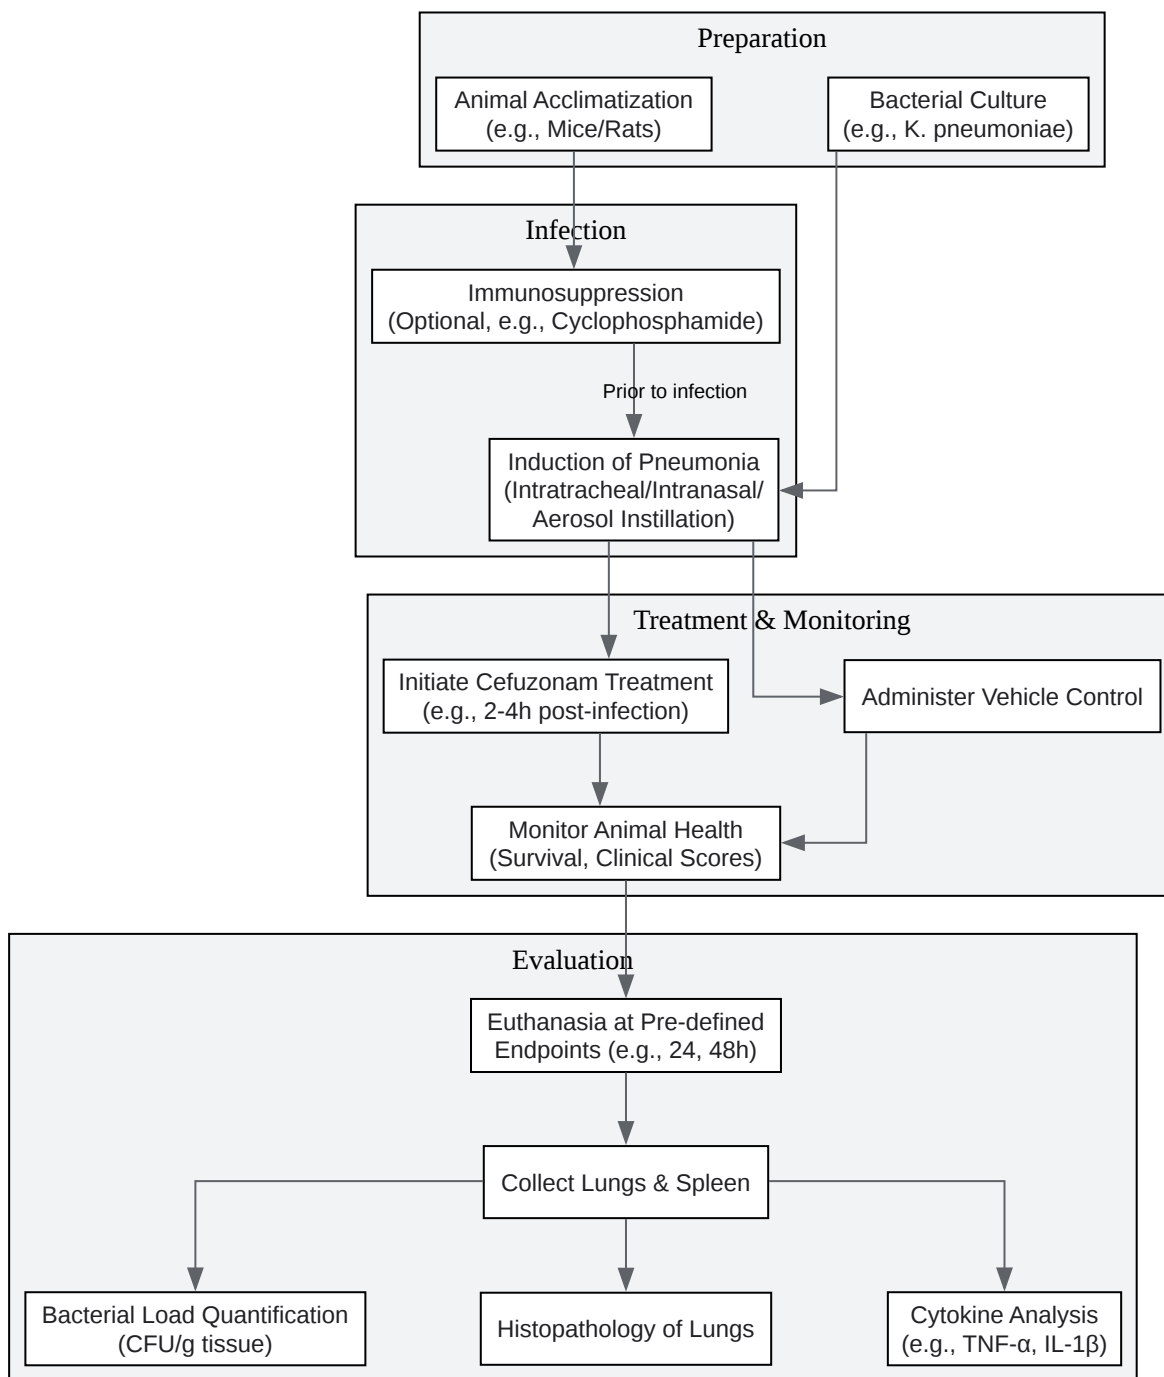 Preparation
Animal Acclimatization
(e.g., Mice/Rats)
Bacterial Culture
(e.g., K. pneumoniae)
Infection
Immunosuppression
(Optional, e.g., Cyclophosphamide)
Prior to infection
Induction of Pneumonia
(Intratracheal/Intranasal/
Aerosol Instillation)
Treatment & Monitoring
Initiate Cefuzonam Treatment
(e.g., 2-4h post-infection)
Administer Vehicle Control
Monitor Animal Health
(Survival, Clinical Scores)
Evaluation
Euthanasia at Pre-defined
Endpoints (e.g., 24, 48h)
Collect Lungs & Spleen
Bacterial Load Quantification
(CFU/g tissue)
Histopathology of Lungs
Cytokine Analysis
(e.g., TNF-α, IL-1β)